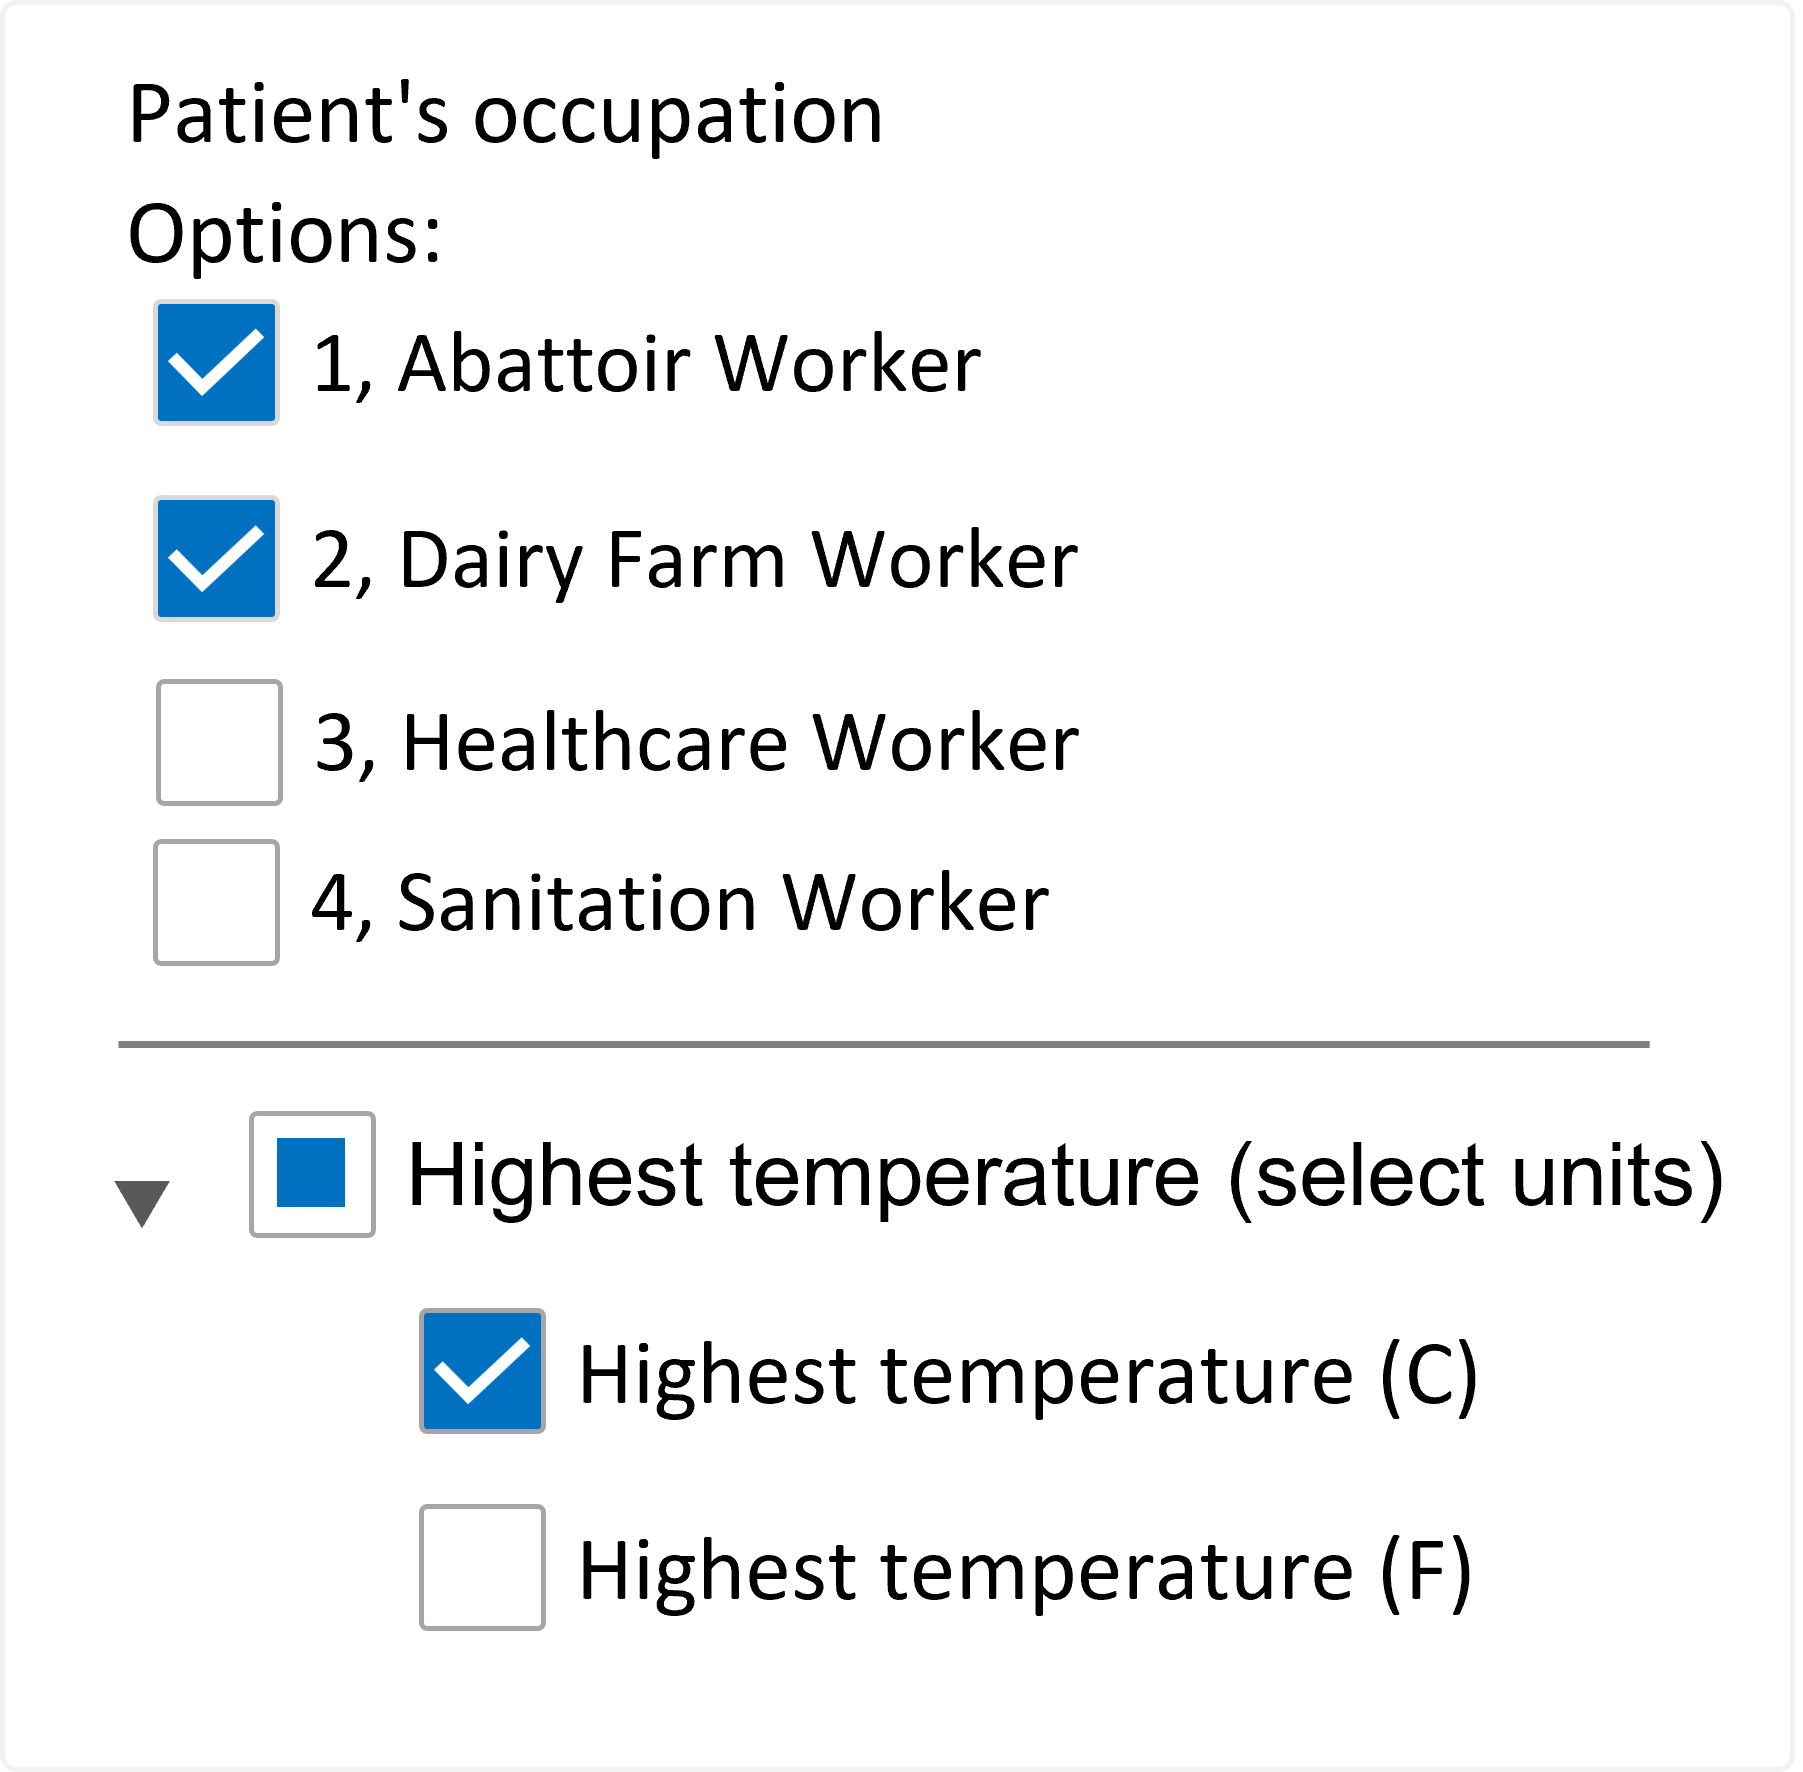 Patient's occupation
Options:
1, Abattoir Worker
2, Dairy Farm Worker
3, Healthcare Worker
4, Sanitation Worker
Highest temperature (select units)
Highest temperature (C)
Highest temperature (F)